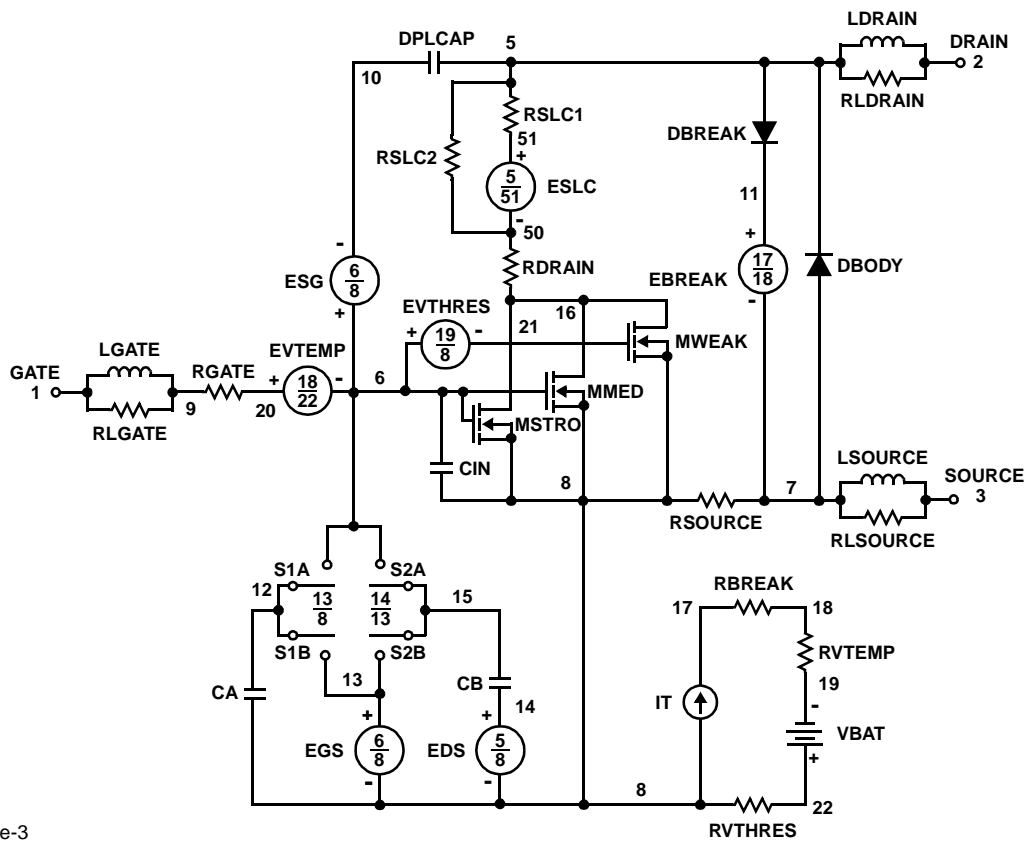 LDRAIN
DPLCAP
5
DRAIN
2
10
RLDRAIN
RSLC1
DBREAK
51
+
RSLC2
5
51
ESLC
11
-
50
-
+
RDRAIN
ESG
6
8
EBREAK
17
18
DBODY
+
EVTHRES
16
-
+
19
8
-
21
MWEAK
LGATE
EVTEMP
GATE
1
RGATE
+
18
22
-
6
MMED
9
20
RLGATE
MSTRO
LSOURCE
CIN
8
7
SOURCE
3
RSOURCE
RLSOURCE
S1A
S2A
12
13
8
14
13
15
RBREAK
17
18
S1B
S2B
RVTEMP
13
CB
19
CA
14
IT
-
+
+
VBAT
EGS
6
8
EDS
5
8
+
-
-
8
22
RVTHRES
e-3